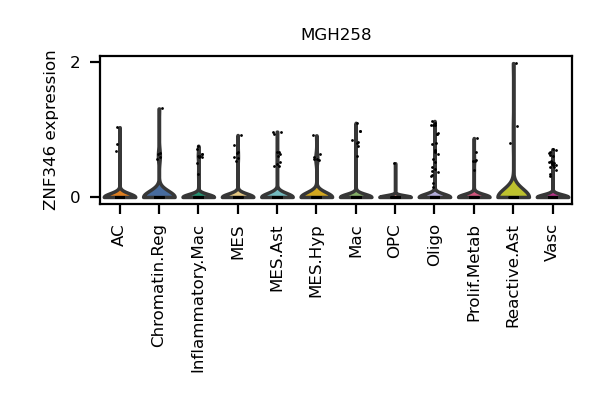 MGH258
ZNF346 expression
2
0
AC
Chromatin.Reg
Inflammatory.Mac
MES
MES.Ast
MES.Hyp
Mac
OPC
Oligo
Prolif.Metab
Reactive.Ast
Vasc